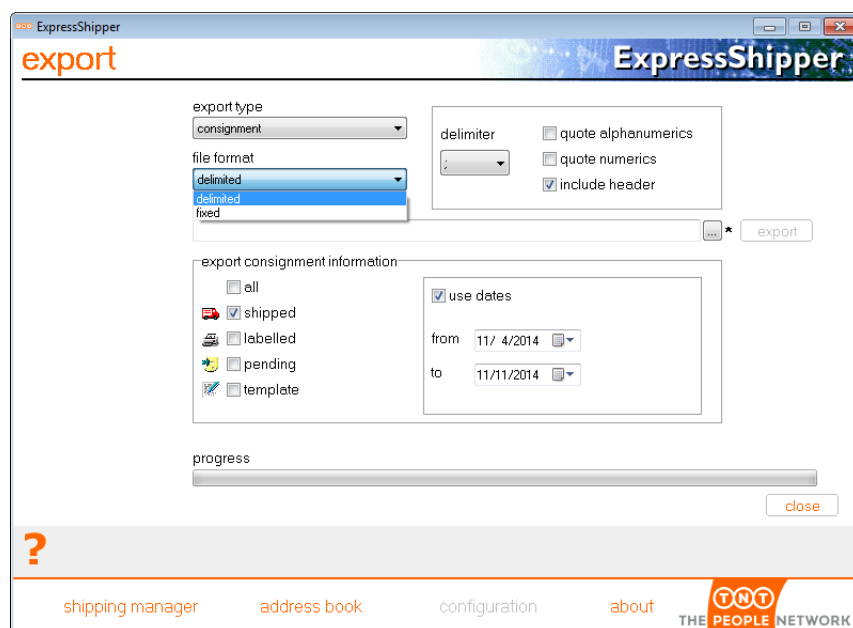 ExpressShipper
export
ExpressShipper
export type
consignment
delimiter
;
quote alphanumerics
quote numerics
include header
file format
delimited
delimited
fixed
... * export
export consignment information
all
shipped
labelled
pending
template
use dates
from 11/ 4/2014
to 11/11/2014
progress
close
?
shipping manager address book configuration about
TNT
THE PEOPLE NETWORK